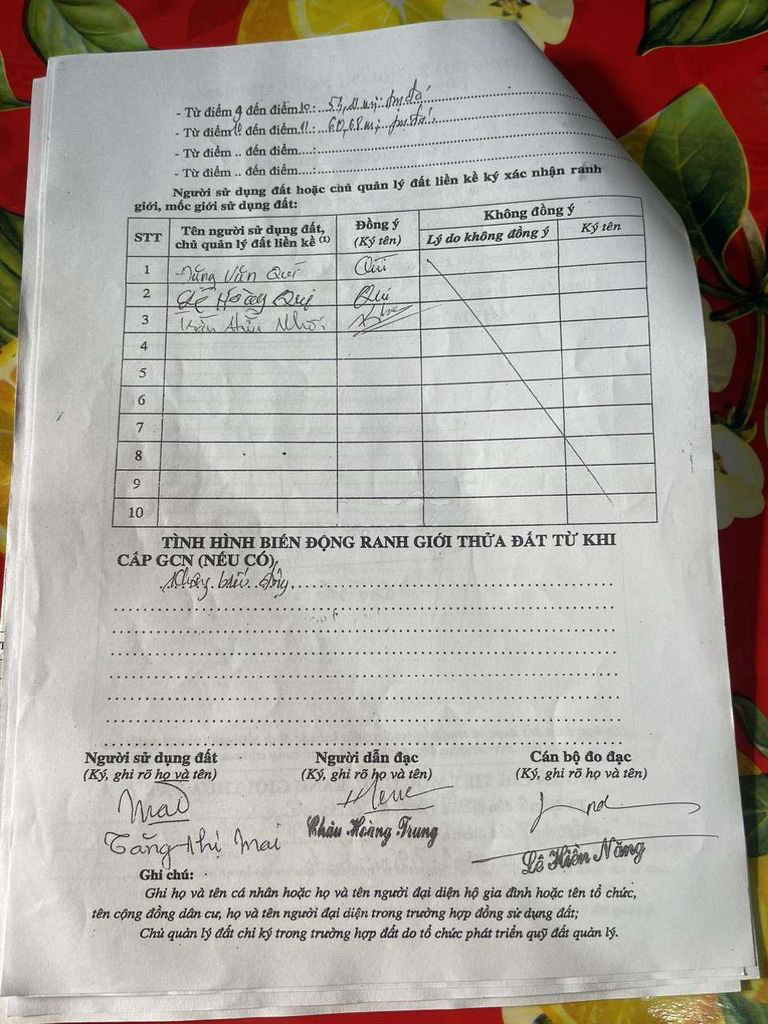 - Từ điểm 9 đến điểm 10 :
- Từ điểm 10 đến điểm 11 :
- Từ điểm .. đến điểm....:
- Từ điểm .. đến điểm....:
Người sử dụng đất hoặc chủ quản lý đất liền kề ký xác nhận ranh
giới, mốc giới sử dụng đất:
STT Tên người sử dụng đất, chủ quản lý đất liền kề (1) Đồng ý (Ký tên) Không đồng ý
Lý do không đồng ý Ký tên
1 Văn Quí Quí
2 Lê Hoàng Quí Quí
3 Trần Hữu Nhơi
4
5
6
7
8
9
10
TÌNH HÌNH BIẾN ĐỘNG RANH GIỚI THỬA ĐẤT TỪ KHI
CẤP GCN (NẾU CÓ)
Không biến động
Người sử dụng đất Người dẫn đạc Cán bộ đo đạc
(Ký, ghi rõ họ và tên) (Ký, ghi rõ họ và tên) (Ký, ghi rõ họ và tên)
Mai
Tăng Thị Mai Châu Hoàng Trung Lê Hiền Năng
Ghi chú:
Ghi họ và tên cá nhân hoặc họ và tên người đại diện hộ gia đình hoặc tên tổ chức,
tên cộng đồng dân cư, họ và tên người đại diện trong trường hợp đồng sử dụng đất;
Chủ quản lý đất chỉ ký trong trường hợp đất do tổ chức phát triển quỹ đất quản lý.